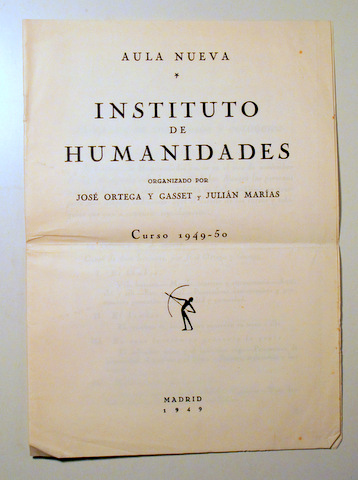 AULA NUEVA
*
INSTITUTO
DE
HUMANIDADES
ORGANIZADO POR
JOSÉ ORTEGA Y GASSET y JULIÁN MARÍAS
Curso 1949-50
MADRID
1949